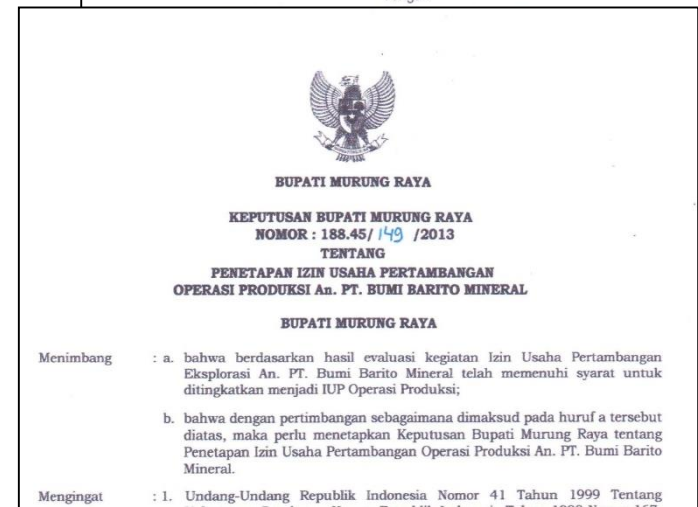 BUPATI MURUNG RAYA
KEPUTUSAN BUPATI MURUNG RAYA
NOMOR : 188.45/ 149 /2013
TENTANG
PENETAPAN IZIN USAHA PERTAMBANGAN
OPERASI PRODUKSI An. PT. BUMI BARITO MINERAL
BUPATI MURUNG RAYA
Menimbang : a. bahwa berdasarkan hasil evaluasi kegiatan Izin Usaha Pertambangan
Eksplorasi An. PT. Bumi Barito Mineral telah memenuhi syarat untuk
ditingkatkan menjadi IUP Operasi Produksi;
b. bahwa dengan pertimbangan sebagaimana dimaksud pada huruf a tersebut
diatas, maka perlu menetapkan Keputusan Bupati Murung Raya tentang
Penetapan Izin Usaha Pertambangan Operasi Produksi An. PT. Bumi Barito
Mineral.
Mengingat : 1. Undang-Undang Republik Indonesia Nomor 41 Tahun 1999 Tentang